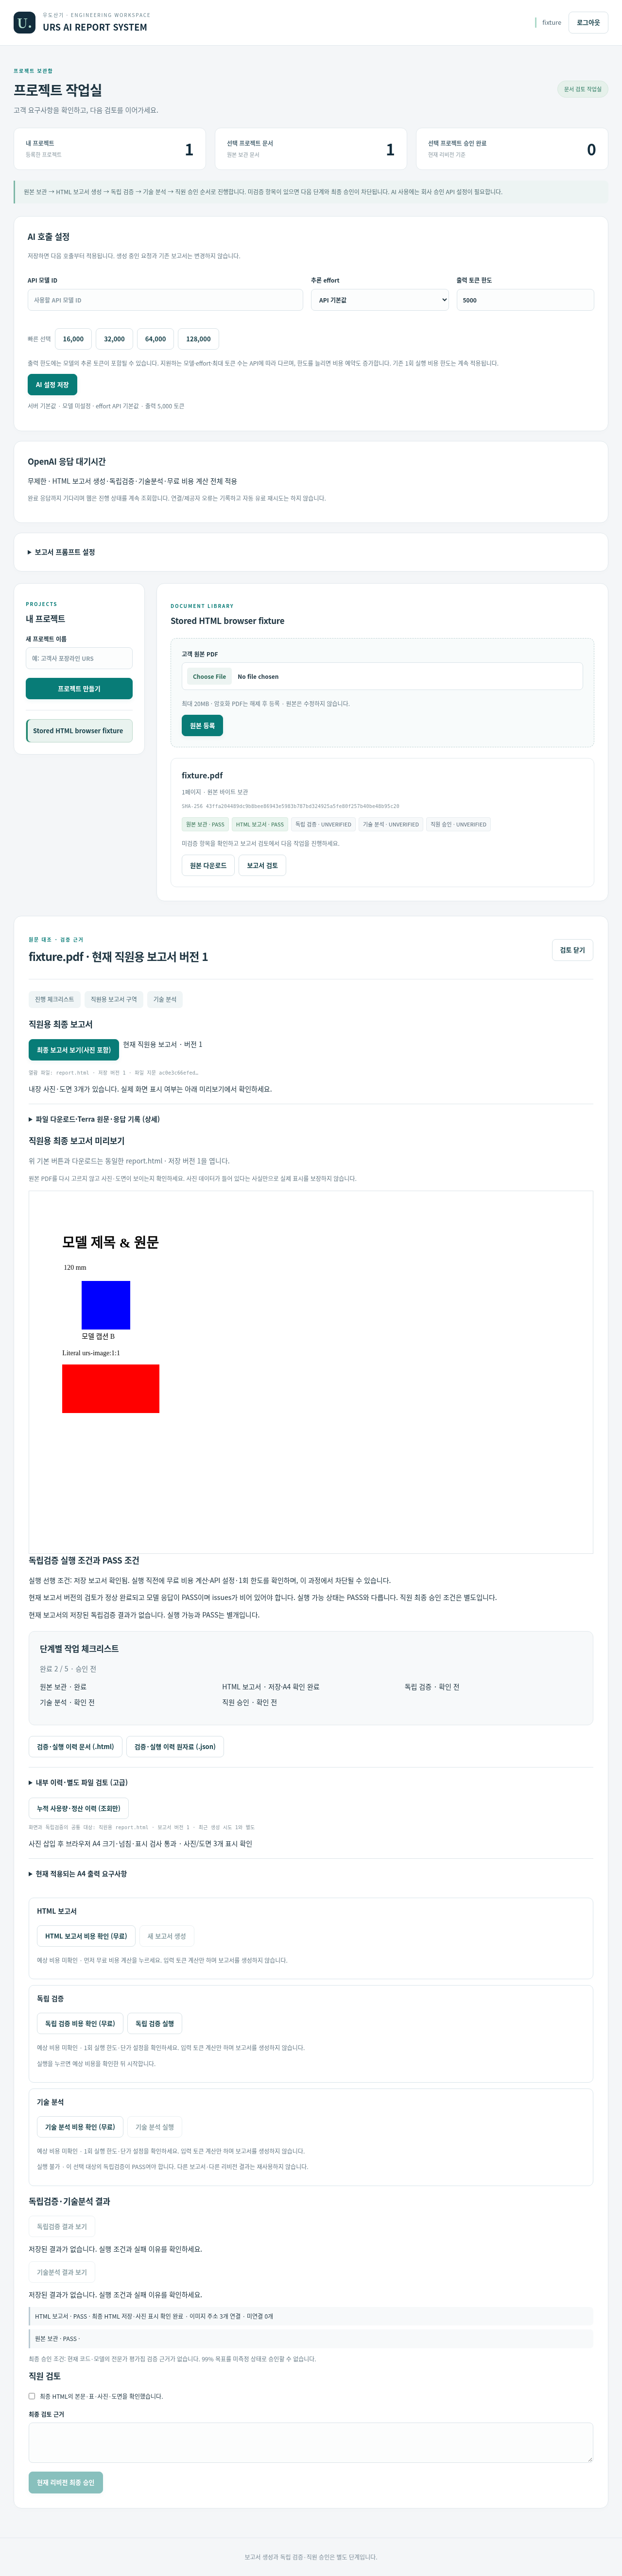 U.
우도선기 · ENGINEERING WORKSPACE
URS AI REPORT SYSTEM
fixture
로그아웃
프로젝트 보관함
프로젝트 작업실
고객 요구사항을 확인하고, 다음 검토를 이어가세요.
문서 검토 작업실
내 프로젝트
등록한 프로젝트
1
선택 프로젝트 문서
원본 보관 문서
1
선택 프로젝트 승인 완료
현재 리비전 기준
0
원본 보관 → HTML 보고서 생성 → 독립 검증 → 기술 분석 → 직원 승인 순서로 진행합니다. 미검증 항목이 있으면 다음 단계와 최종 승인이 차단됩니다. AI 사용에는 회사 승인 API 설정이 필요합니다.
AI 호출 설정
저장하면 다음 호출부터 적용됩니다. 생성 중인 요청과 기존 보고서는 변경하지 않습니다.
API 모델 ID
추론 effort
출력 토큰 한도
사용할 API 모델 ID
API 기본값
5000
빠른 선택
16,000
32,000
64,000
128,000
출력 한도에는 모델의 추론 토큰이 포함될 수 있습니다. 지원하는 모델·effort·최대 토큰 수는 API에 따라 다르며, 한도를 늘리면 비용 예약도 증가합니다. 기존 1회 실행 비용 한도는 계속 적용됩니다.
AI 설정 저장
서버 기본값 · 모델 미설정 · effort API 기본값 · 출력 5,000 토큰
OpenAI 응답 대기시간
무제한 · HTML 보고서 생성·독립검증·기술분석·무료 비용 계산 전체 적용
완료 응답까지 기다리며 웹은 진행 상태를 계속 조회합니다. 연결/제공자 오류는 기록하고 자동 유료 재시도는 하지 않습니다.
▶ 보고서 프롬프트 설정
PROJECTS
내 프로젝트
새 프로젝트 이름
예: 고객사 포장라인 URS
프로젝트 만들기
Stored HTML browser fixture
DOCUMENT LIBRARY
Stored HTML browser fixture
고객 원본 PDF
Choose File
No file chosen
최대 20MB · 암호화 PDF는 해제 후 등록 · 원본은 수정하지 않습니다.
원본 등록
fixture.pdf
1페이지 · 원본 바이트 보관
원본 보관 · PASS
HTML 보고서 · PASS
독립 검증 · UNVERIFIED
기술 분석 · UNVERIFIED
직원 승인 · UNVERIFIED
미검증 항목을 확인하고 보고서 검토에서 다음 작업을 진행하세요.
원본 다운로드
보고서 검토
원문 대조 · 검증 근거
fixture.pdf · 현재 직원용 보고서 버전 1
검토 닫기
진행 체크리스트
직원용 보고서 구역
기술 분석
직원용 최종 보고서
최종 보고서 보기(사진 포함)
현재 직원용 보고서 · 버전 1
내장 사진·도면 3개가 있습니다. 실제 화면 표시 여부는 아래 미리보기에서 확인하세요.
▶ 파일 다운로드·Terra 원문·응답 기록 (상세)
직원용 최종 보고서 미리보기
위 기본 버튼과 다운로드는 동일한 report.html · 저장 버전 1을 엽니다.
원본 PDF를 다시 고르지 않고 사진·도면이 보이는지 확인하세요. 사진 데이터가 들어 있다는 사실만으로 실제 표시를 보장하지 않습니다.
모델 제목 & 원문
120 mm
모델 캡션 B
Literal urs-image:1:1
독립검증 실행 조건과 PASS 조건
실행 선행 조건: 저장 보고서 확인됨. 실행 직전에 무료 비용 계산·API 설정·1회 한도를 확인하며, 이 과정에서 차단될 수 있습니다.
현재 보고서 버전의 검토가 정상 완료되고 모델 응답이 PASS이며 issues가 비어 있어야 합니다. 실행 가능 상태는 PASS와 다릅니다. 직원 최종 승인 조건은 별도입니다.
현재 보고서의 저장된 독립검증 결과가 없습니다. 실행 가능과 PASS는 별개입니다.
단계별 작업 체크리스트
완료 2 / 5 · 승인 전
원본 보관 · 완료
HTML 보고서 · 저장·A4 확인 완료
독립 검증 · 확인 전
기술 분석 · 확인 전
직원 승인 · 확인 전
검증·실행 이력 문서 (.html)
검증·실행 이력 원자료 (.json)
▶ 내부 이력·별도 파일 검토 (고급)
누적 사용량·정산 이력 (조회만)
화면과 독립검증의 공통 대상: 직원용 report.html · 보고서 버전 1 · 최근 생성 시도 1와 별도
사진 삽입 후 브라우저 A4 크기·넘침·표시 검사 통과 · 사진/도면 3개 표시 확인
▶ 현재 적용되는 A4 출력 요구사항
HTML 보고서
HTML 보고서 비용 확인 (무료)
새 보고서 생성
예상 비용 미확인 · 먼저 무료 비용 계산을 누르세요. 입력 토큰 계산만 하며 보고서를 생성하지 않습니다.
독립 검증
독립 검증 비용 확인 (무료)
독립 검증 실행
예상 비용 미확인 · 1회 실행 한도·단가 설정을 확인하세요. 입력 토큰 계산만 하며 보고서를 생성하지 않습니다.
실행을 누르면 예상 비용을 확인한 뒤 시작합니다.
기술 분석
기술 분석 비용 확인 (무료)
기술 분석 실행
예상 비용 미확인 · 1회 실행 한도·단가 설정을 확인하세요. 입력 토큰 계산만 하며 보고서를 생성하지 않습니다.
실행 불가 · 이 선택 대상의 독립검증이 PASS여야 합니다. 다른 보고서·다른 리비전 결과는 재사용하지 않습니다.
독립검증·기술분석 결과
독립검증 결과 보기
저장된 결과가 없습니다. 실행 조건과 실패 이유를 확인하세요.
기술분석 결과 보기
저장된 결과가 없습니다. 실행 조건과 실패 이유를 확인하세요.
HTML 보고서 · PASS · 최종 HTML 저장·사진 표시 확인 완료 · 이미지 주소 3개 연결 · 미연결 0개
원본 보관 · PASS ·
최종 승인 조건: 현재 코드·모델의 전문가 평가집 검증 근거가 없습니다. 99% 목표를 미측정 상태로 승인할 수 없습니다.
직원 검토
최종 HTML의 본문·표·사진·도면을 확인했습니다.
최종 검토 근거
현재 리비전 최종 승인
보고서 생성과 독립 검증·직원 승인은 별도 단계입니다.